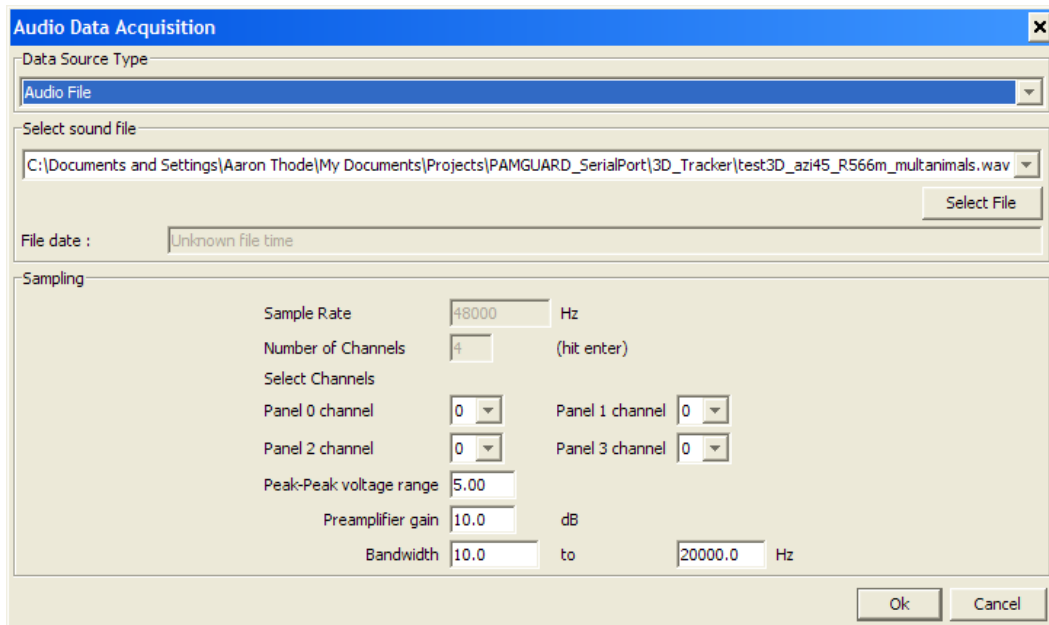 Audio Data Acquisition
Data Source Type
Audio File
Select sound file
C:\Documents and Settings\Aaron Thode\My Documents\Projects\PAMGUARD_SerialPort\3D_Tracker\test3D_azi45_R566m_multanimals.wav
Select File
File date : Unknown file time
Sampling
Sample Rate 48000 Hz
Number of Channels 4 (hit enter)
Select Channels
Panel 0 channel 0 Panel 1 channel 0
Panel 2 channel 0 Panel 3 channel 0
Peak-Peak voltage range 5.00
Preamplifier gain 10.0 dB
Bandwidth 10.0 to 20000.0 Hz
Ok Cancel